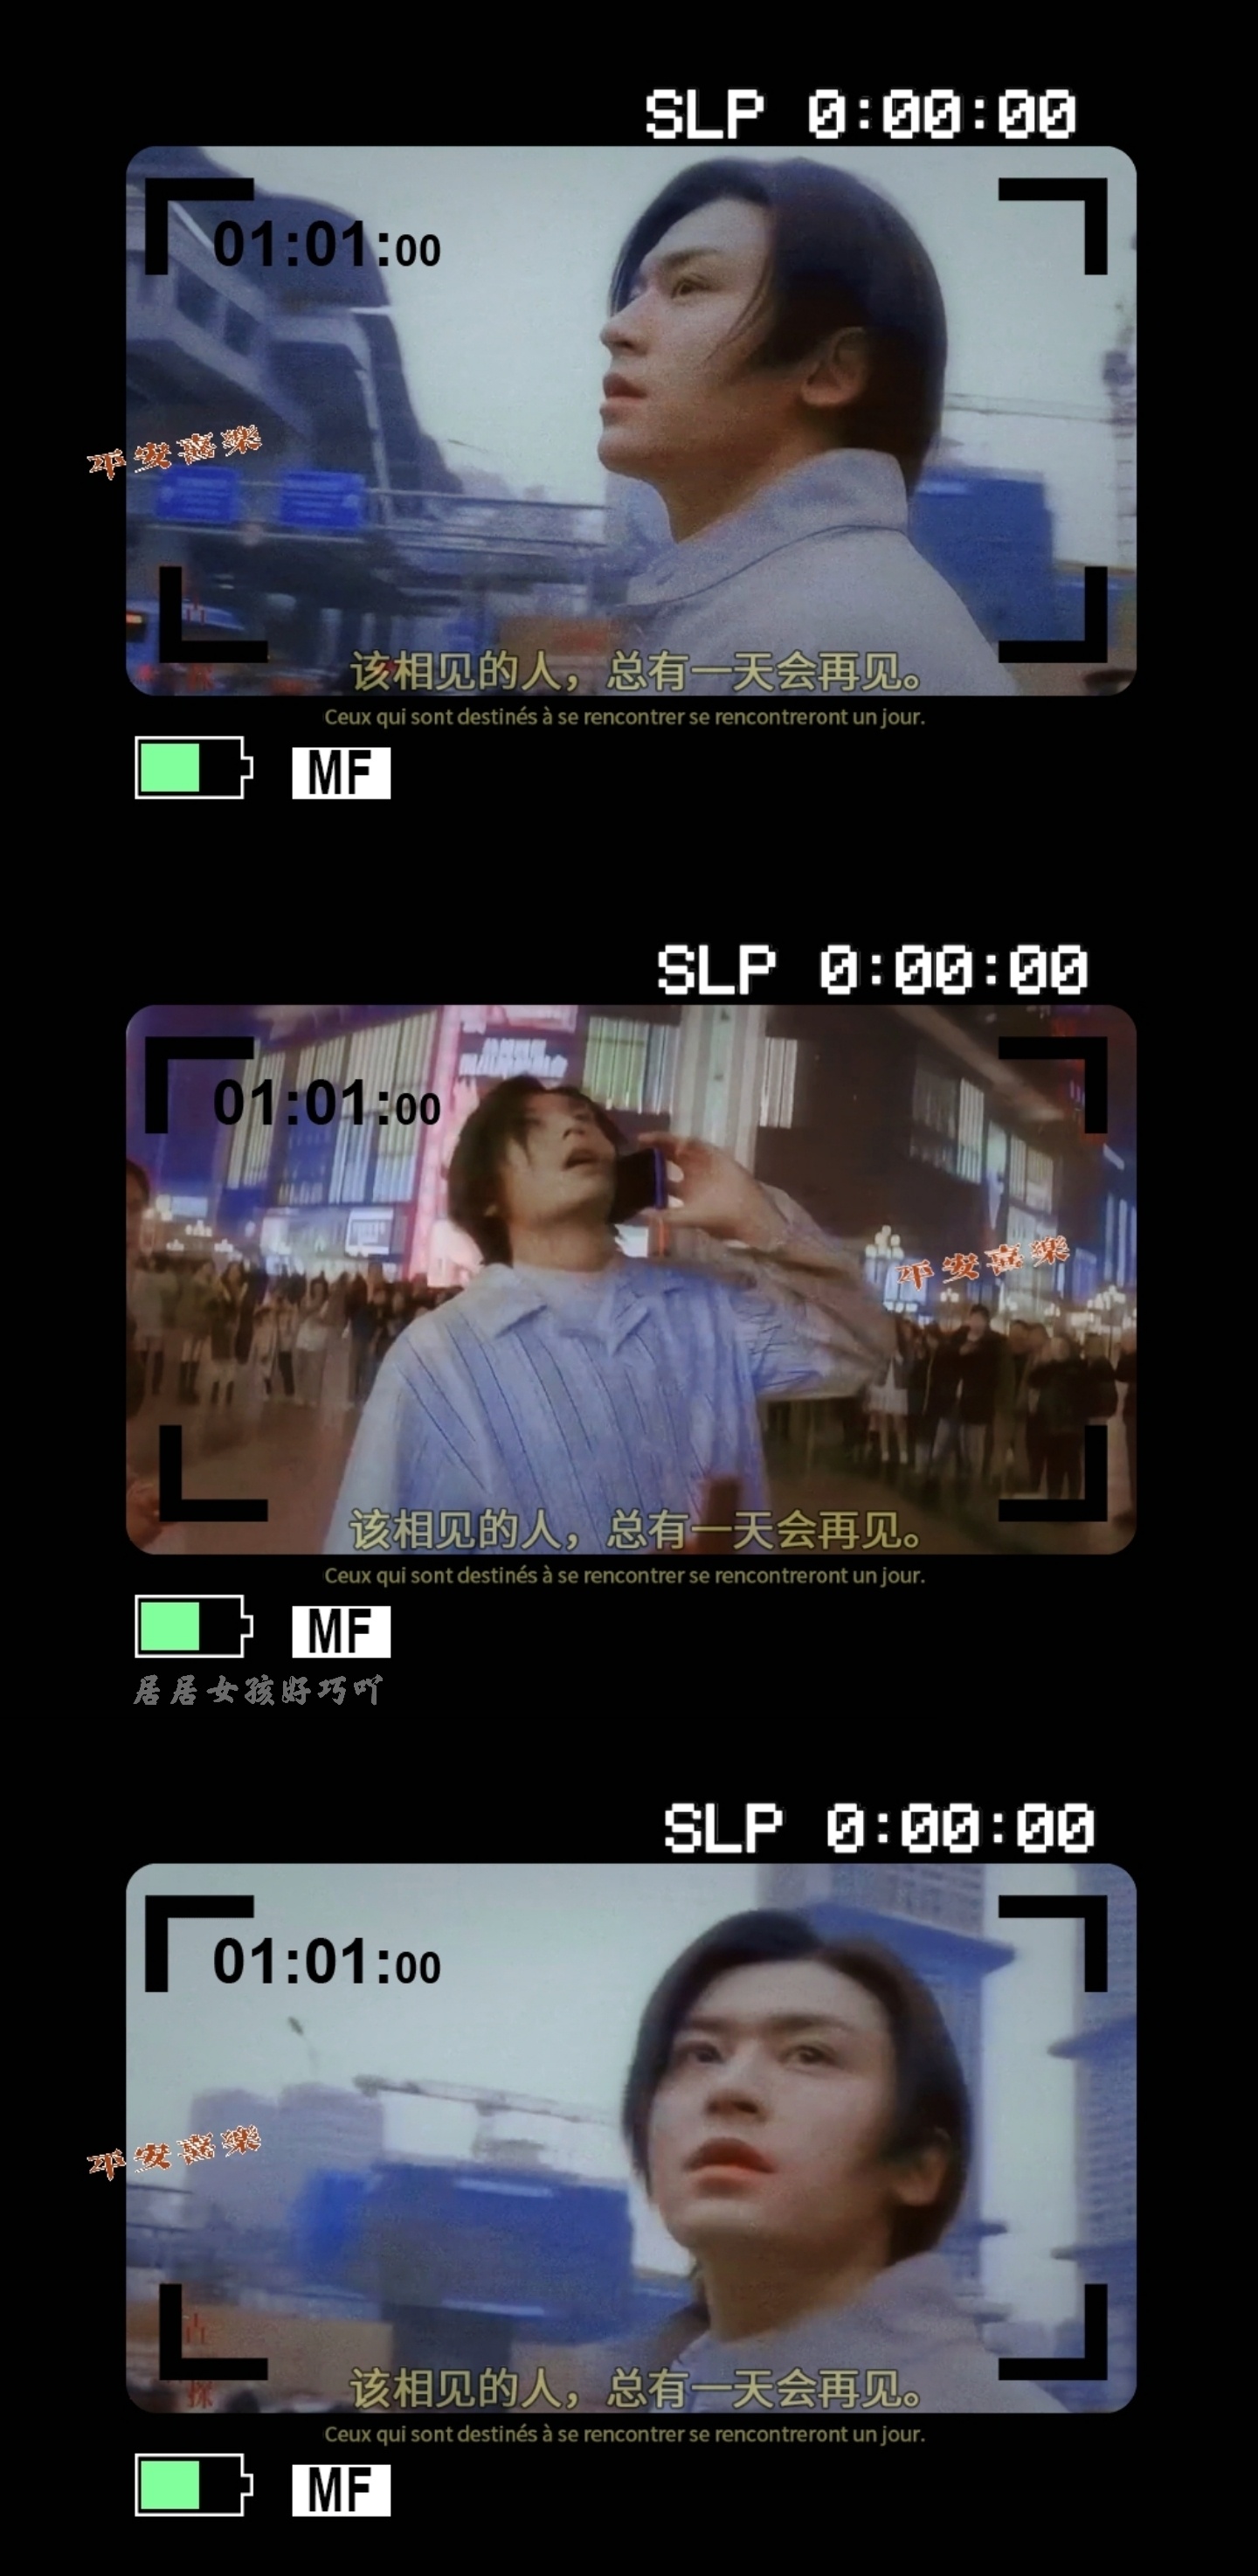 SLP 0:00:00
01:01:00
平安喜樂
该相见的人，总有一天会再见。
Ceux qui sont destinés à se rencontrer se rencontreront un jour.
MF
SLP 0:00:00
01:01:00
平安喜樂
该相见的人，总有一天会再见。
Ceux qui sont destinés à se rencontrer se rencontreront un jour.
MF
居居女孩好巧吖
SLP 0:00:00
01:01:00
平安喜樂
古
探
该相见的人，总有一天会再见。
Ceux qui sont destinés à se rencontrer se rencontreront un jour.
MF